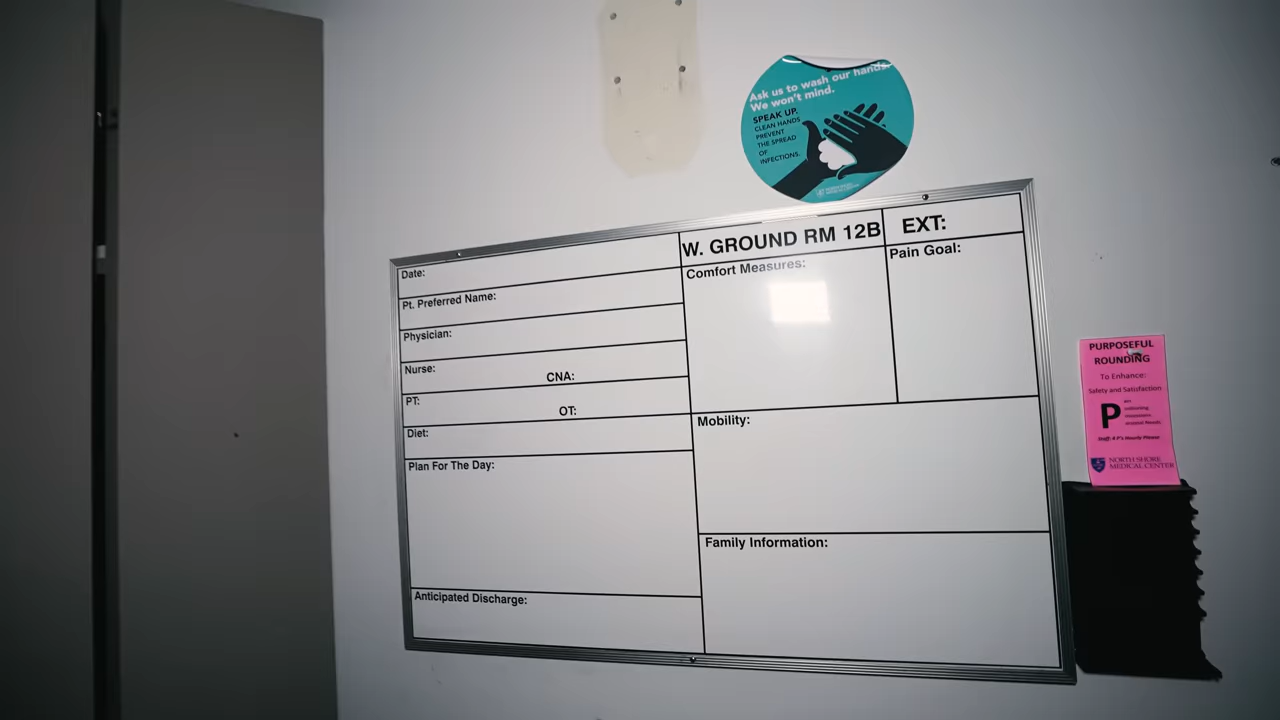 Ask us to wash our hands.
We won't mind.
SPEAK UP.
CLEAN HANDS
PREVENT
THE SPREAD
OF
INFECTIONS.
W. GROUND RM 12B
EXT:
Date:
Pt. Preferred Name:
Physician:
Nurse:
CNA:
PT:
OT:
Diet:
Plan For The Day:
Anticipated Discharge:
Comfort Measures:
Pain Goal:
Mobility:
Family Information:
PURPOSEFUL
ROUNDING
To Enhance:
Safety and Satisfaction
P
NORTH SHORE
MEDICAL CENTER